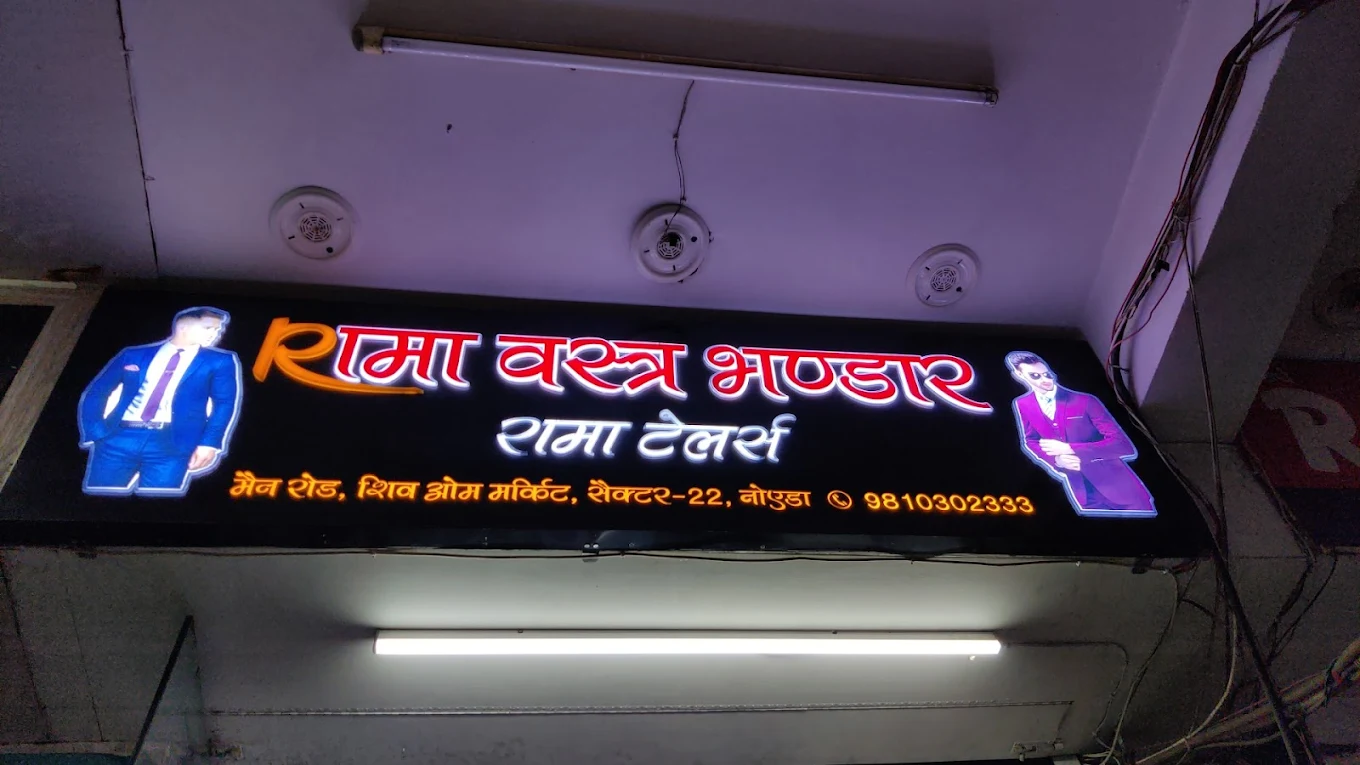 रामा वस्त्र भण्डार
रामा टेलर्स
मैन रोड, शिव ओम मर्किट, सैक्टर-22, नोएडा 9810302333
R